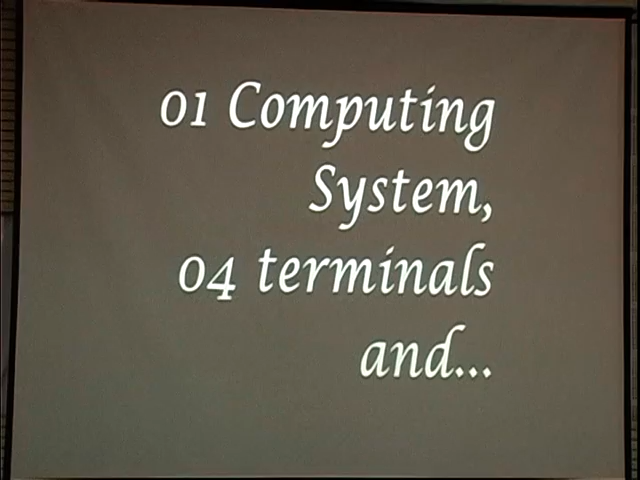 01 Computing
System,
04 terminals
and...